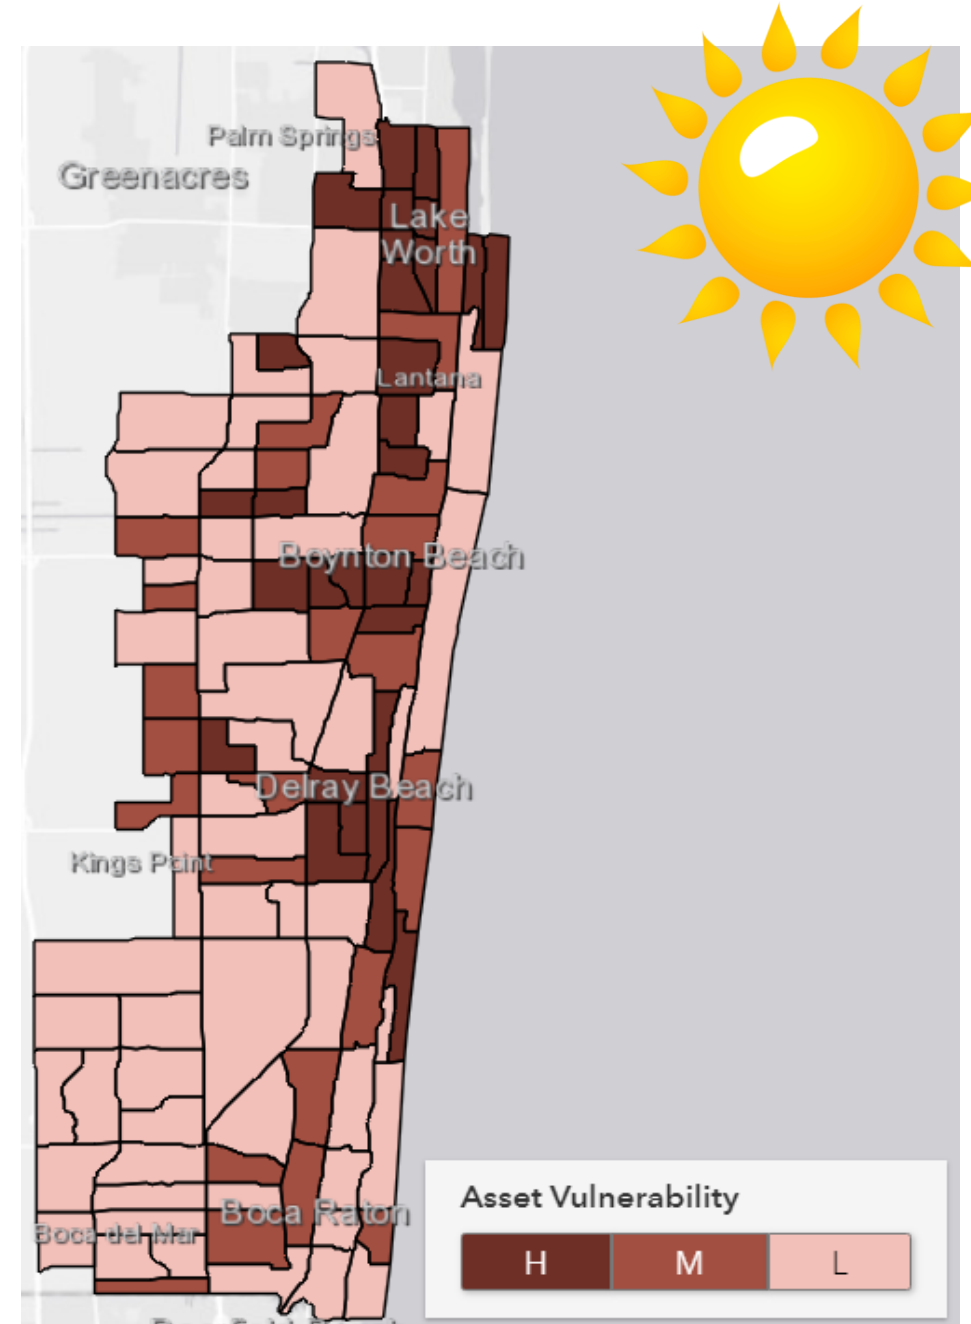 Palm Springs
Greenacres
Lake
Worth
Lantana
Boynton Beach
Delray Beach
Kings Point
Boca Raton
Boca del Mar
Asset Vulnerability
H
M
L